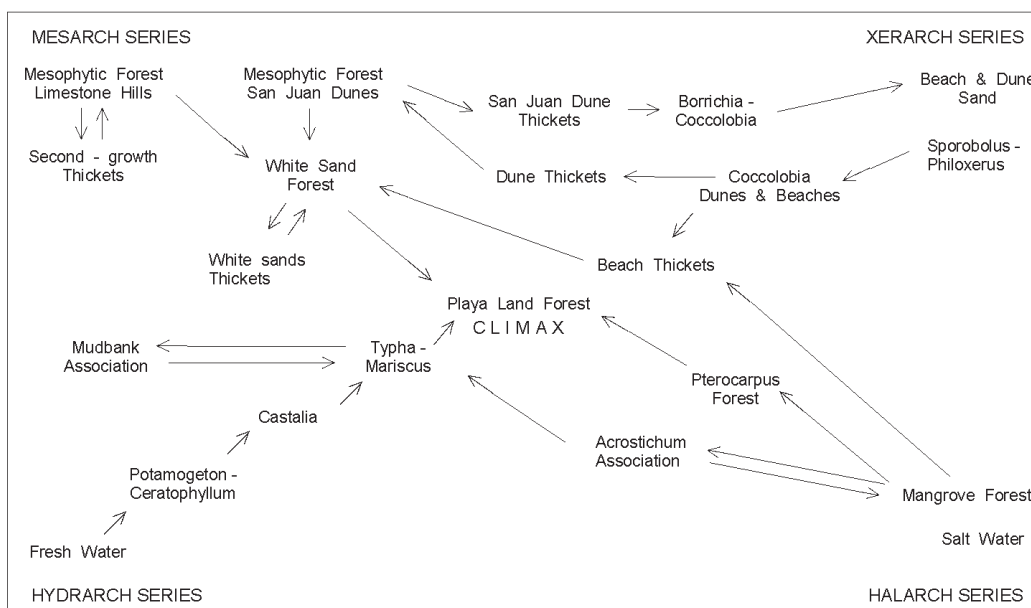 MESARCH SERIES
XERARCH SERIES
Mesophytic Forest
Limestone Hills
Mesophytic Forest
San Juan Dunes
San Juan Dune
Thickets
Borrichia -
Coccolobia
Beach & Dune
Sand
Second - growth
Thickets
White Sand
Forest
Dune Thickets
Coccolobia
Dunes & Beaches
Sporobolus -
Philoxerus
White sands
Thickets
Beach Thickets
Playa Land Forest
CLIMAX
Mudbank
Association
Typha -
Mariscus
Pterocarpus
Forest
Castalia
Acrostichum
Association
Potamogeton -
Ceratophyllum
Mangrove Forest
Fresh Water
Salt Water
HYDRARCH SERIES
HALARCH SERIES